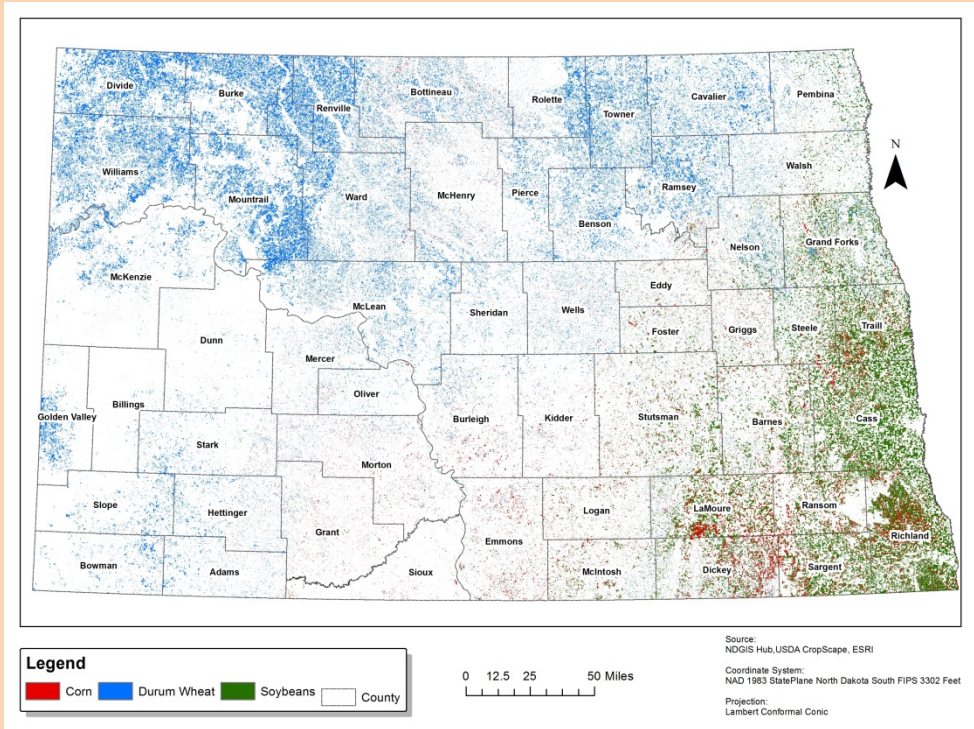 Divide
Burke
Renville
Bottineau
Rolette
Towner
Cavalier
Pembina
Williams
Mountrail
Ward
McHenry
Pierce
Benson
Ramsey
Walsh
N
McKenzie
McLean
Sheridan
Wells
Eddy
Nelson
Grand Forks
Dunn
Mercer
Oliver
Foster
Griggs
Steele
Traill
Golden Valley
Billings
Stark
Morton
Burleigh
Kidder
Stutsman
Barnes
Cass
Slope
Hettinger
Grant
Emmons
Logan
LaMoure
Ransom
Richland
Bowman
Adams
Sioux
McIntosh
Dickey
Sargent
Legend
Corn
Durum Wheat
Soybeans
County
0 12.5 25 50 Miles
Source:
NDGIS Hub,USDA CropScape, ESRI
Coordinate System:
NAD 1983 StatePlane North Dakota South FIPS 3302 Feet
Projection:
Lambert Conformal Conic